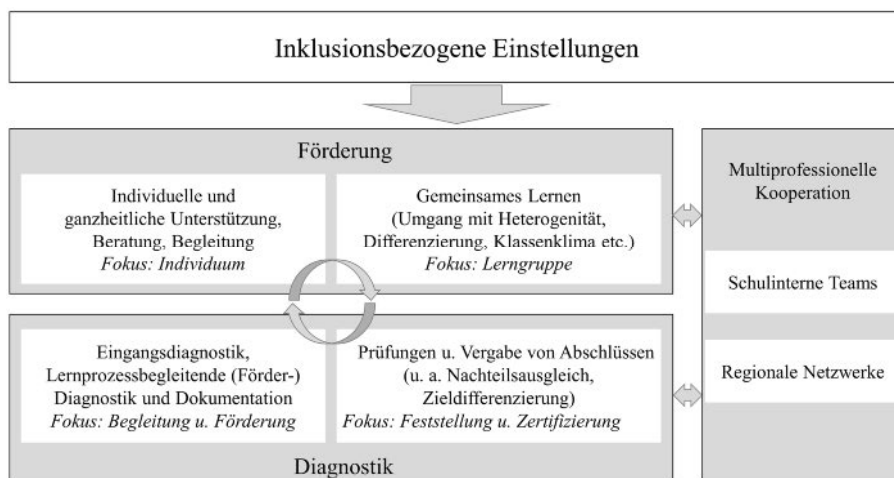 Inklusionsbezogene Einstellungen
Förderung
Individuelle und
ganzheitliche Unterstützung,
Beratung, Begleitung
Fokus: Individuum
Gemeinsames Lernen
(Umgang mit Heterogenität,
Differenzierung, Klassenklima etc.)
Fokus: Lerngruppe
Eingangsdiagnostik,
Lernprozessbegleitende (Förder-)
Diagnostik und Dokumentation
Fokus: Begleitung u. Förderung
Prüfungen u. Vergabe von Abschlüssen
(u. a. Nachteilsausgleich,
Zieldifferenzierung)
Fokus: Feststellung u. Zertifizierung
Diagnostik
Multiprofessionelle
Kooperation
Schulinterne Teams
Regionale Netzwerke